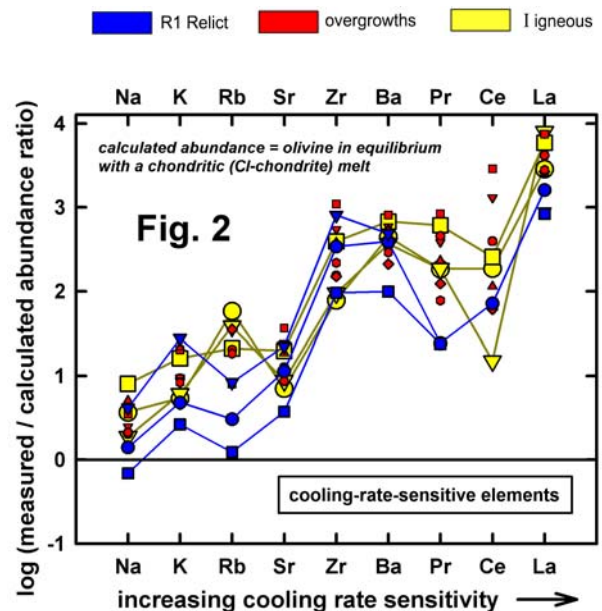 R1 Relict overgrowths I igneous
Na K Rb Sr Zr Ba Pr Ce La
calculated abundance = olivine in equilibrium
with a chondritic (CI-chondrite) melt
Fig. 2
log (measured / calculated abundance ratio)
4
3
2
1
0
-1
cooling-rate-sensitive elements
Na K Rb Sr Zr Ba Pr Ce La
increasing cooling rate sensitivity